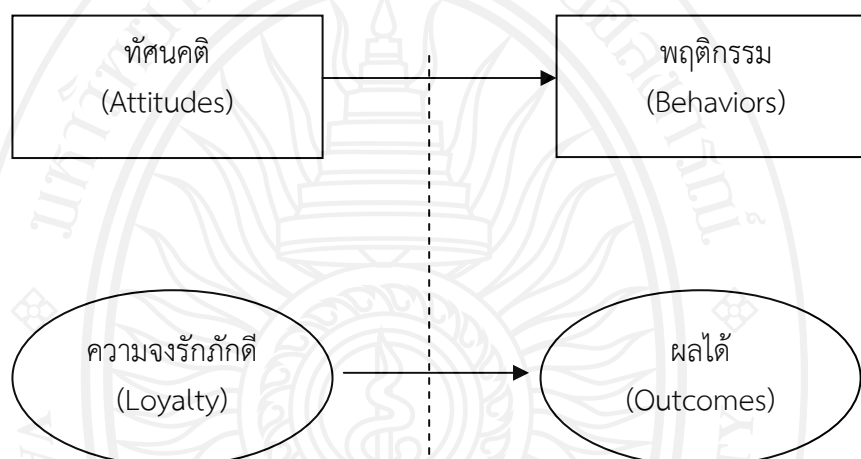 ทัศนคติ
(Attitudes)
พฤติกรรม
(Behaviors)
ความจงรักภักดี
(Loyalty)
ผลได้
(Outcomes)